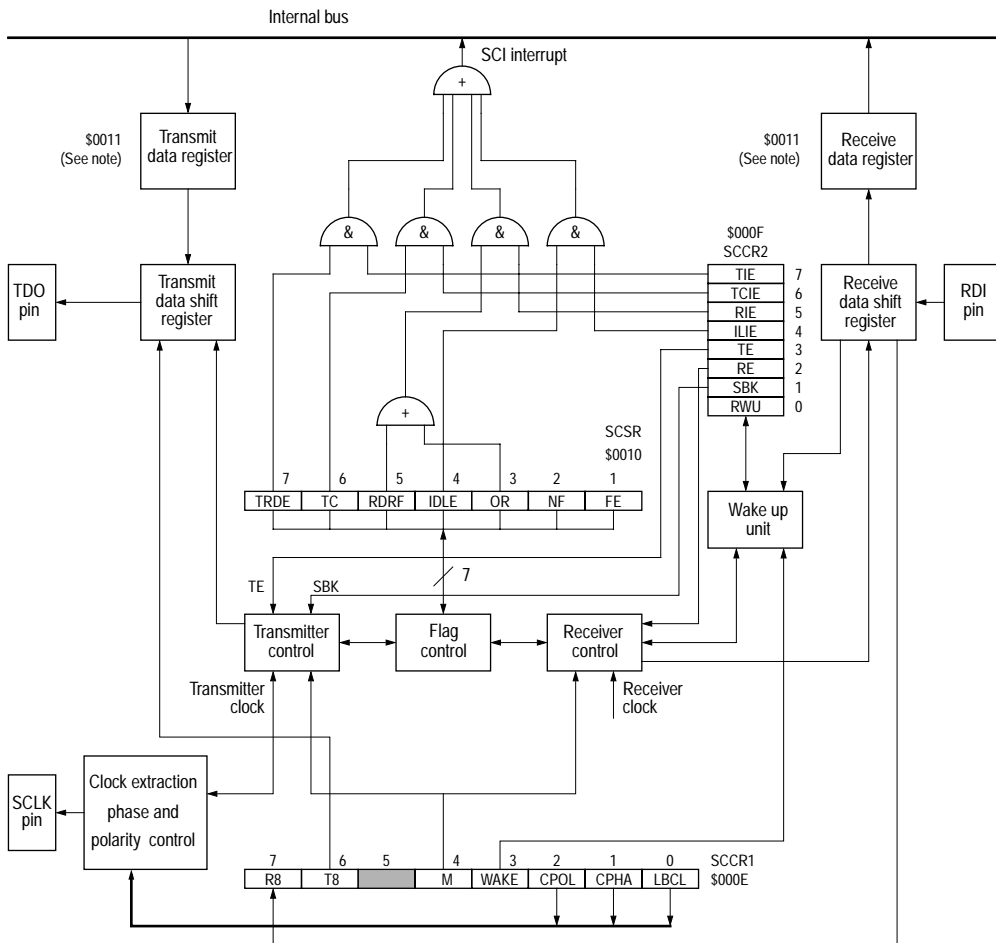 Internal bus
SCI interrupt
+
$0011
(See note)
Transmit
data register
$0011
(See note)
Receive
data register
&
&
&
&
$000F
SCCR2
TDO
pin
Transmit
data shift
register
TIE 7
TCIE 6
RIE 5
ILIE 4
TE 3
RE 2
SBK 1
RWU 0
Receive
data shift
register
RDI
pin
+
SCSR
$0010
7 6 5 4 3 2 1
TRDE TC RDRF IDLE OR NF FE
Wake up
unit
7
TE
SBK
Transmitter
control
Flag
control
Receiver
control
Transmitter
clock
Receiver
clock
SCLK
pin
Clock extraction
phase and
polarity control
7 6 5 4 3 2 1 0 SCCR1
R8 T8 M WAKE CPOL CPHA LBCL $000E